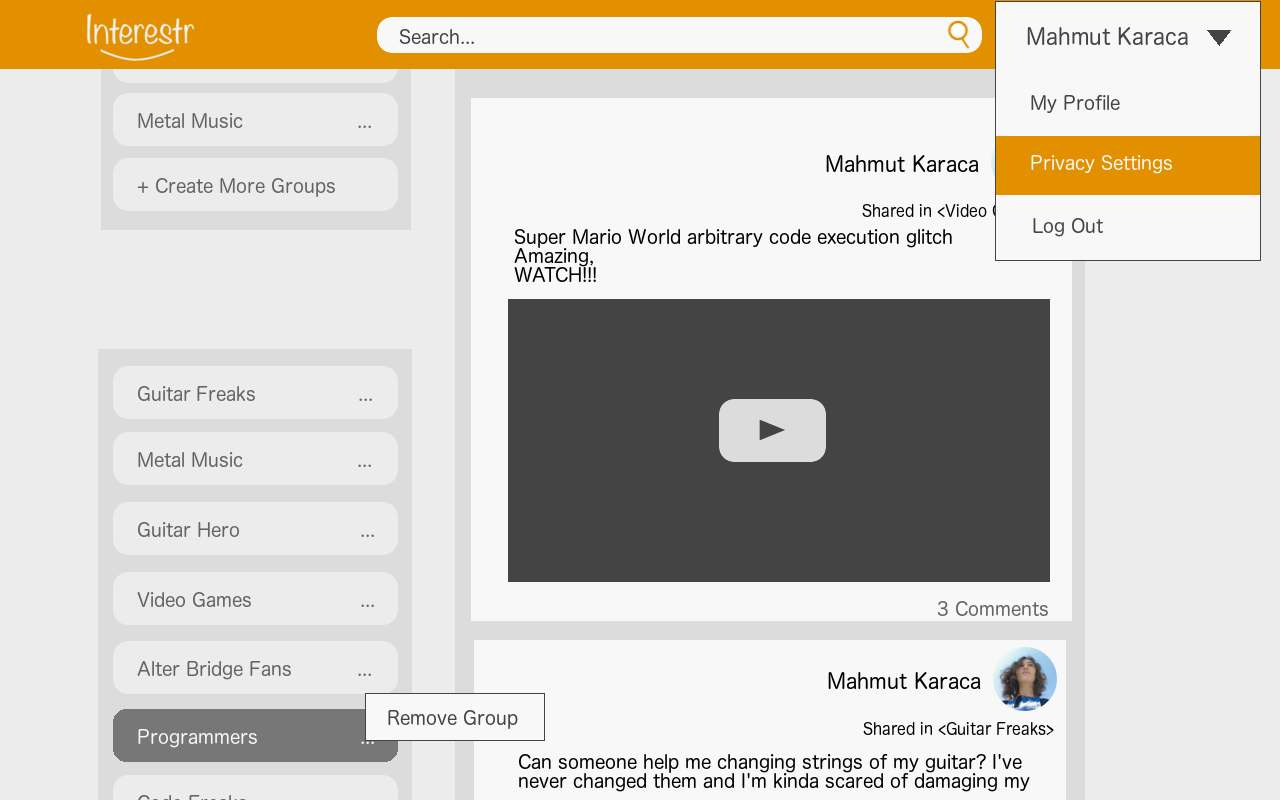 Interestr
Search...
Mahmut Karaca
My Profile
Privacy Settings
Log Out
Metal Music ...
+ Create More Groups
Guitar Freaks ...
Metal Music ...
Guitar Hero ...
Video Games ...
Alter Bridge Fans ...
Programmers ...
Remove Group
Mahmut Karaca
Shared in <Video
Super Mario World arbitrary code execution glitch
Amazing,
WATCH!!!
3 Comments
Mahmut Karaca
Shared in <Guitar Freaks>
Can someone help me changing strings of my guitar? I've
never changed them and I'm kinda scared of damaging my